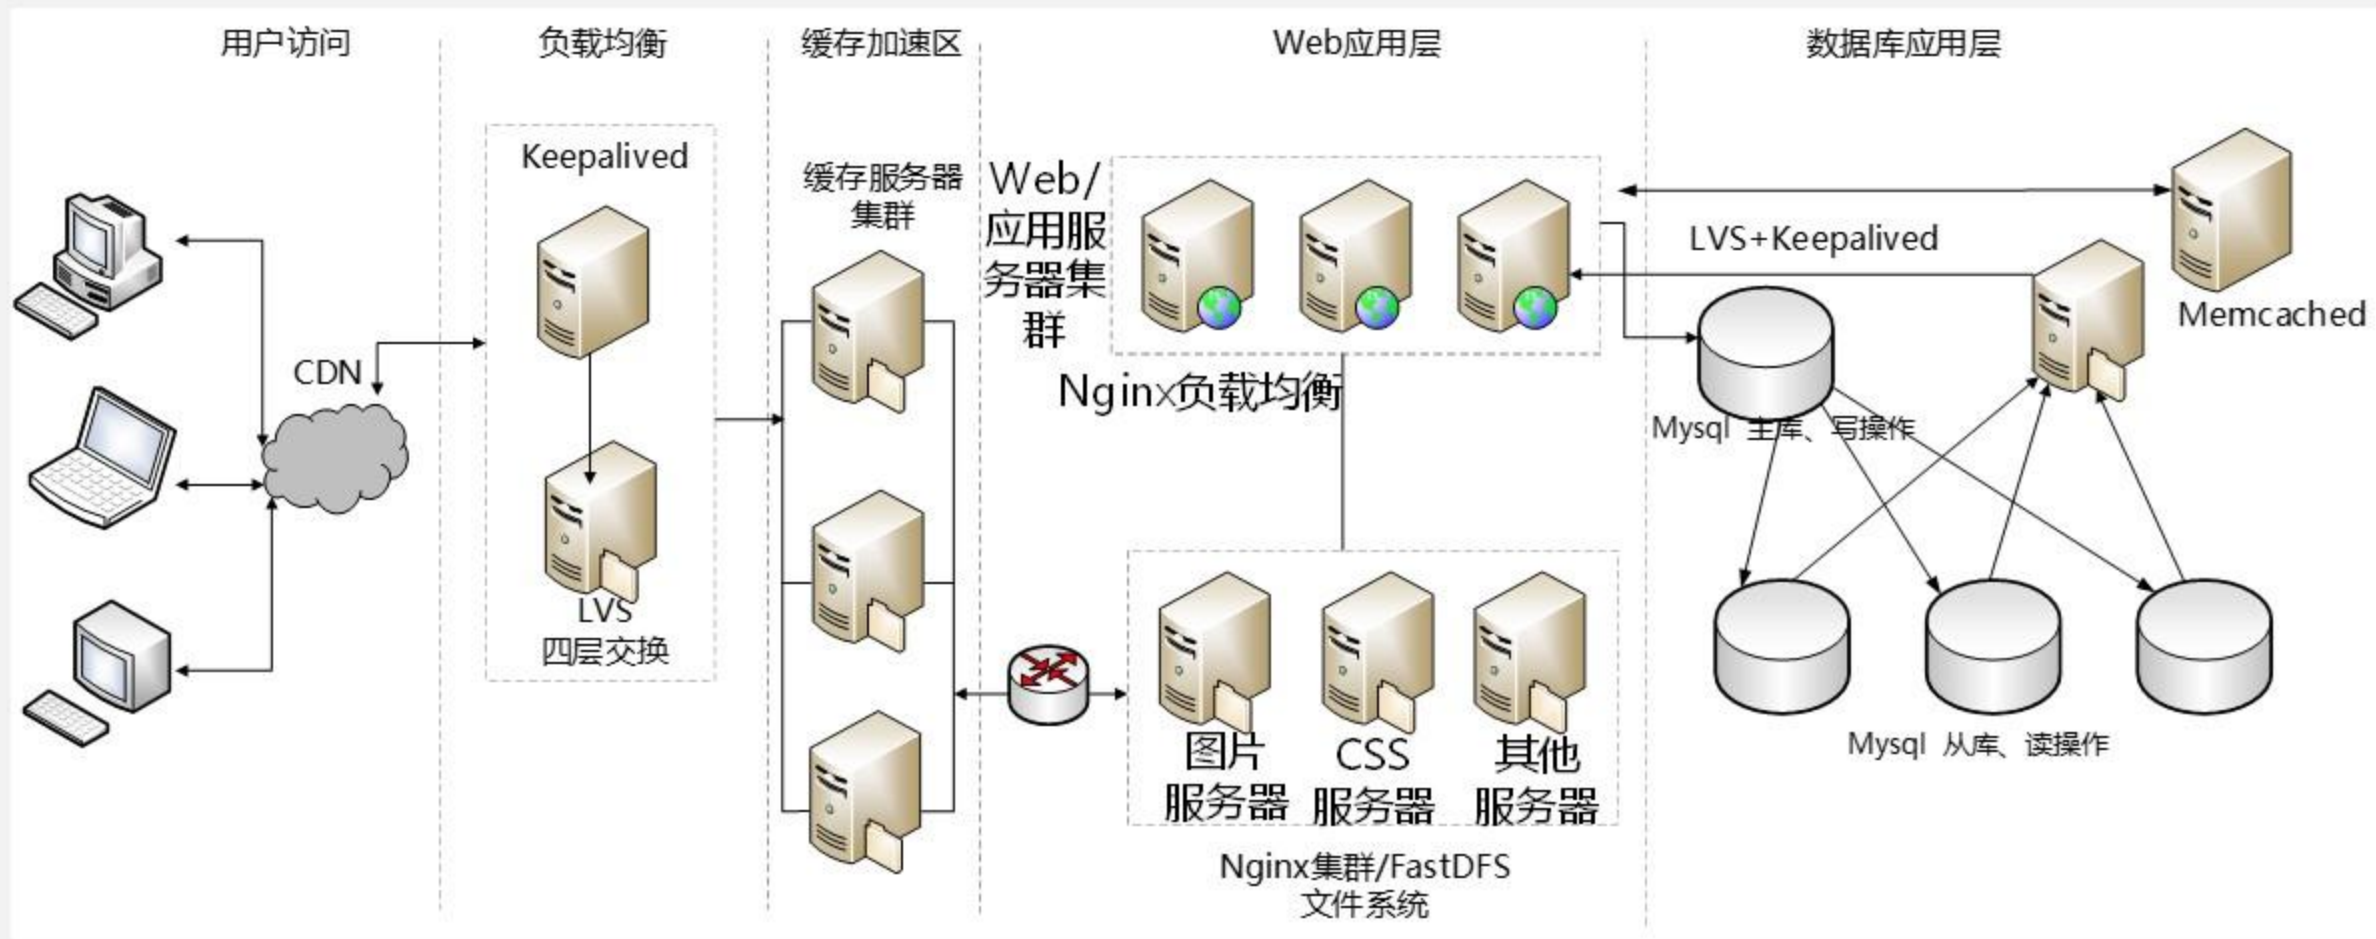 用户访问
负载均衡
缓存加速区
Web应用层
数据库应用层
CDN
Keepalived
LVS
四层交换
缓存服务器
集群
Web/
应用服
务器集
群
Nginx负载均衡
图片
服务器
CSS
服务器
其他
服务器
Nginx集群/FastDFS
文件系统
LVS+Keepalived
Memcached
Mysql 主库、写操作
Mysql 从库、读操作